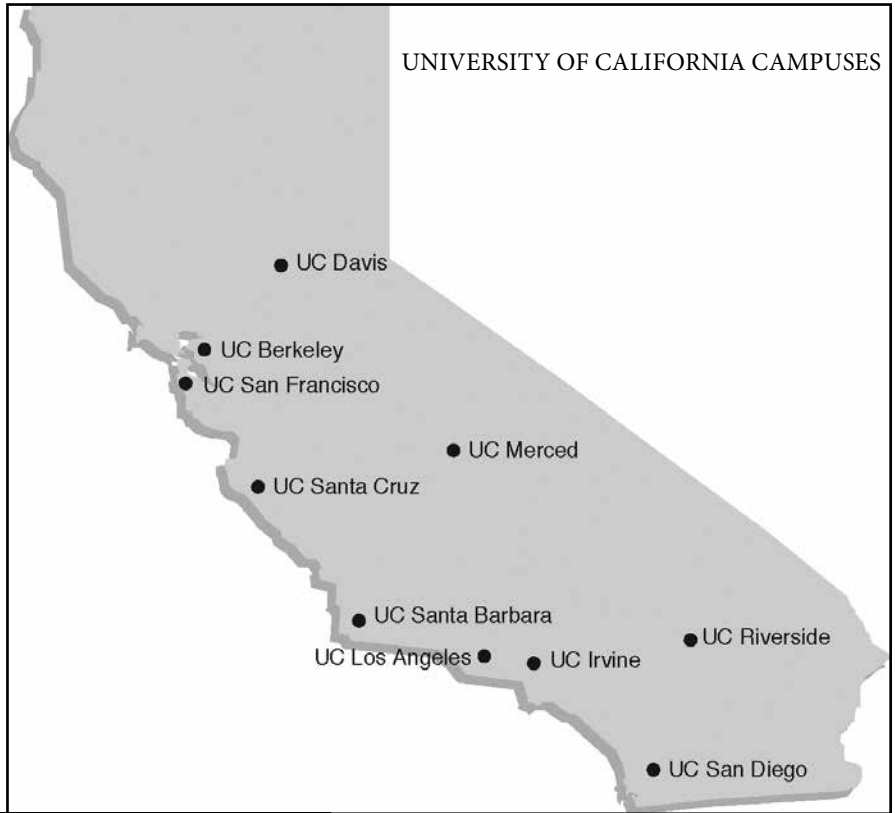 UNIVERSITY OF CALIFORNIA CAMPUSES
UC Davis
UC Berkeley
UC San Francisco
UC Merced
UC Santa Cruz
UC Santa Barbara
UC Los Angeles
UC Irvine
UC Riverside
UC San Diego